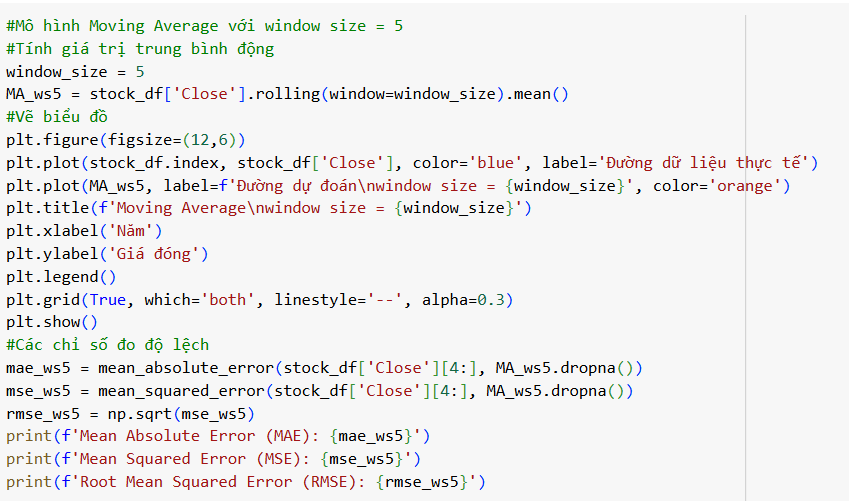 #Mô hình Moving Average với window size = 5
#Tính giá trị trung bình động
window_size = 5
MA_ws5 = stock_df['Close'].rolling(window=window_size).mean()
#Vẽ biểu đồ
plt.figure(figsize=(12,6))
plt.plot(stock_df.index, stock_df['Close'], color='blue', label='Đường dữ liệu thực tế')
plt.plot(MA_ws5, label=f'Đường dự đoán\nwindow size = {window_size}', color='orange')
plt.title(f'Moving Average\nwindow size = {window_size}')
plt.xlabel('Năm')
plt.ylabel('Giá đóng')
plt.legend()
plt.grid(True, which='both', linestyle='--', alpha=0.3)
plt.show()
#Các chỉ số đo độ lệch
mae_ws5 = mean_absolute_error(stock_df['Close'][4:], MA_ws5.dropna())
mse_ws5 = mean_squared_error(stock_df['Close'][4:], MA_ws5.dropna())
rmse_ws5 = np.sqrt(mse_ws5)
print(f'Mean Absolute Error (MAE): {mae_ws5}')
print(f'Mean Squared Error (MSE): {mse_ws5}')
print(f'Root Mean Squared Error (RMSE): {rmse_ws5}')